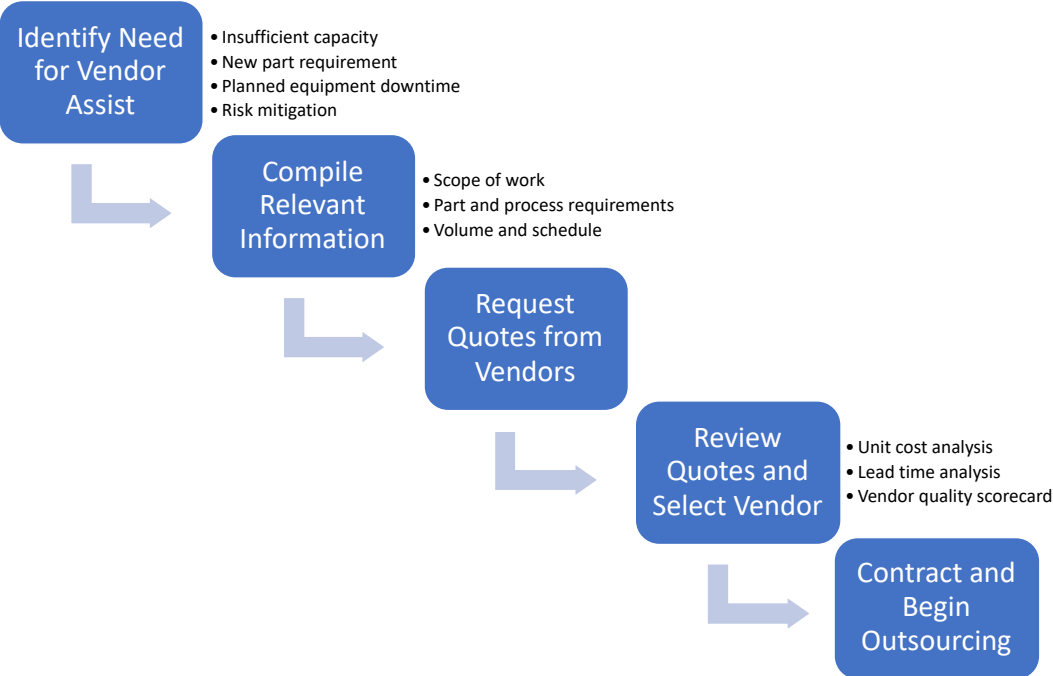 Identify Need
for Vendor
Assist
• Insufficient capacity
• New part requirement
• Planned equipment downtime
• Risk mitigation
Compile
Relevant
Information
• Scope of work
• Part and process requirements
• Volume and schedule
Request
Quotes from
Vendors
Review
Quotes and
Select Vendor
• Unit cost analysis
• Lead time analysis
• Vendor quality scorecard
Contract and
Begin
Outsourcing